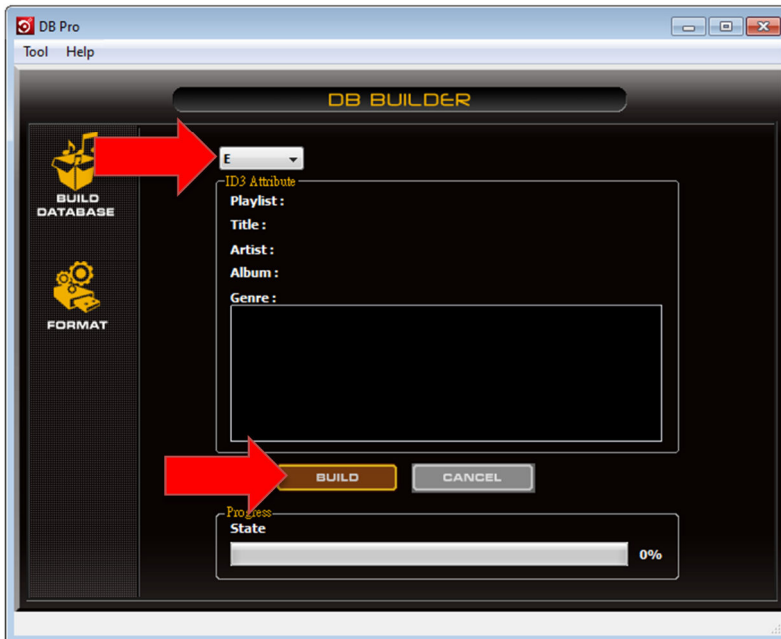 DB Pro
Tool Help
DB BUILDER
BUILD
DATABASE
FORMAT
E
ID3 Attribute
Playlist :
Title :
Artist :
Album :
Genre :
BUILD CANCEL
Progress
State
0%